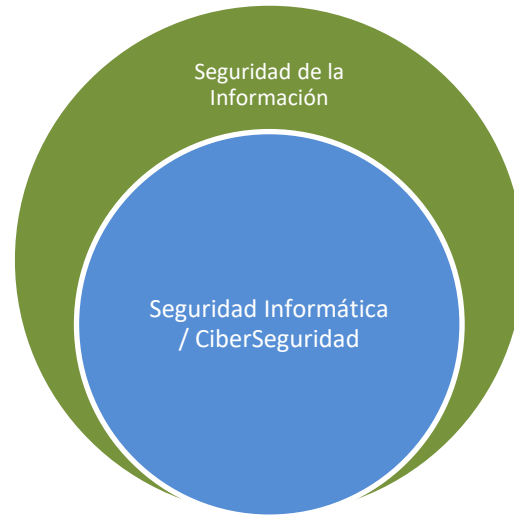 Seguridad de la
Información
Seguridad Informática
/ CiberSeguridad